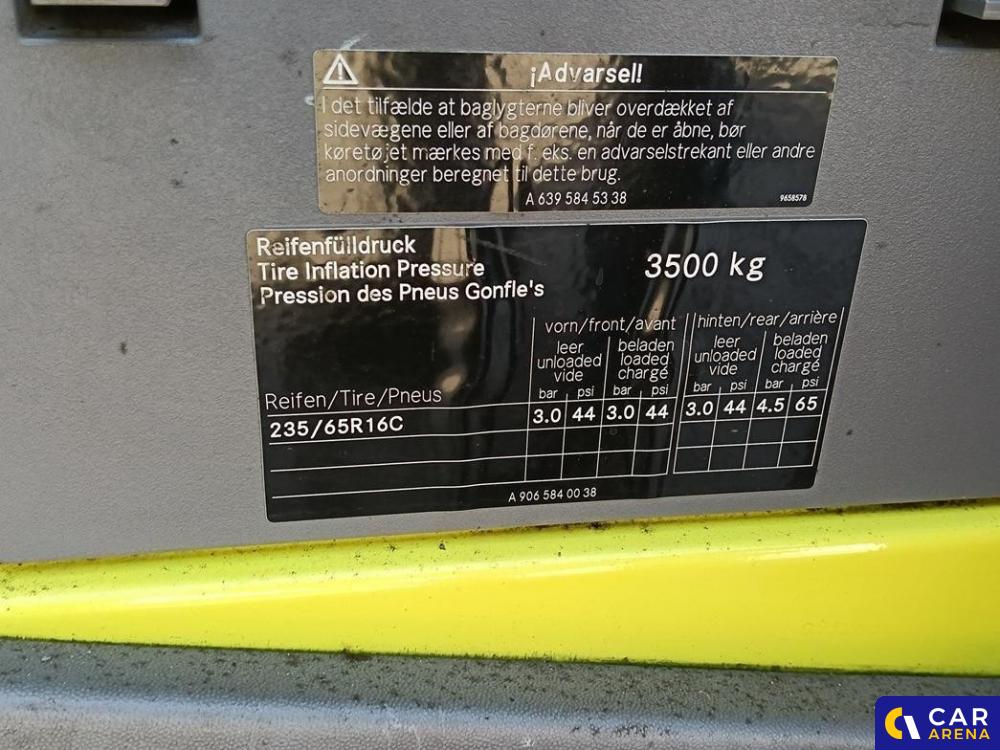 ¡Advarsel!
I det tilfælde at baglygterne bliver overdækket af
sidevægene eller af bagdørene, når de er åbne, bør
køretøjet mærkes med f. eks. en advarselstrekant eller andre
anordninger beregnet til dette brug.
A 639 584 53 38
9658578
Reifenfülldruck
Tire Inflation Pressure
Pression des Pneus Gonfle's
3500 kg
vorn/front/avant
hinten/rear/arrière
leer
unloaded
vide
beladen
loaded
chargé
leer
unloaded
vide
beladen
loaded
chargé
Reifen/Tire/Pneus
bar psi bar psi bar psi bar psi
235/65R16C 3.0 44 3.0 44 3.0 44 4.5 65
A 906 584 00 38
CAR
ARENA